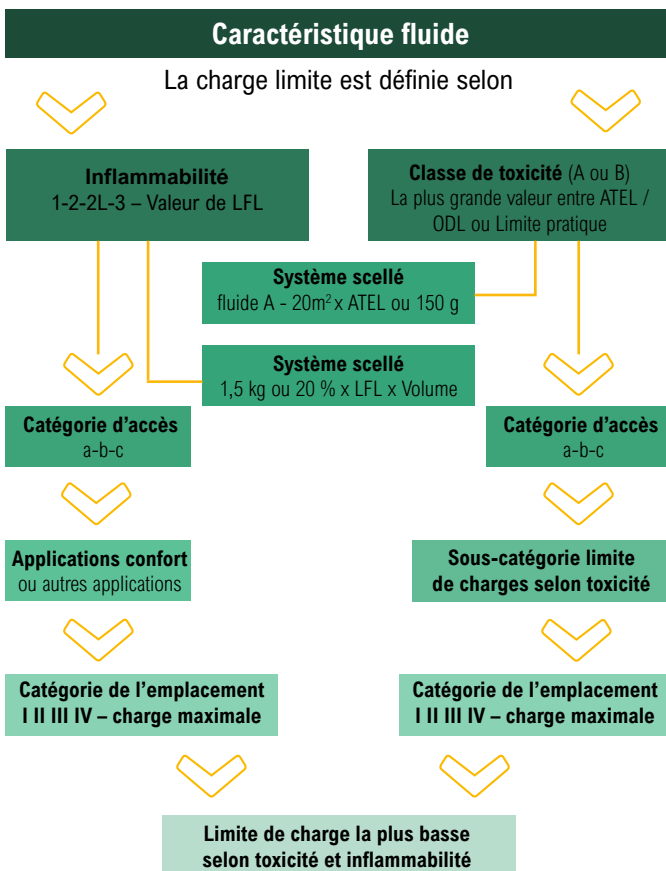 Caractéristique fluide
La charge limite est définie selon
Inflammabilité
1-2-2L-3 – Valeur de LFL
Classe de toxicité (A ou B)
La plus grande valeur entre ATEL /
ODL ou Limite pratique
Système scellé
fluide A - 20m² x ATEL ou 150 g
Système scellé
1,5 kg ou 20 % x LFL x Volume
Catégorie d’accès
a-b-c
Catégorie d’accès
a-b-c
Applications confort
ou autres applications
Sous-catégorie limite
de charges selon toxicité
Catégorie de l’emplacement
I II III IV – charge maximale
Catégorie de l’emplacement
I II III IV – charge maximale
Limite de charge la plus basse
selon toxicité et inflammabilité